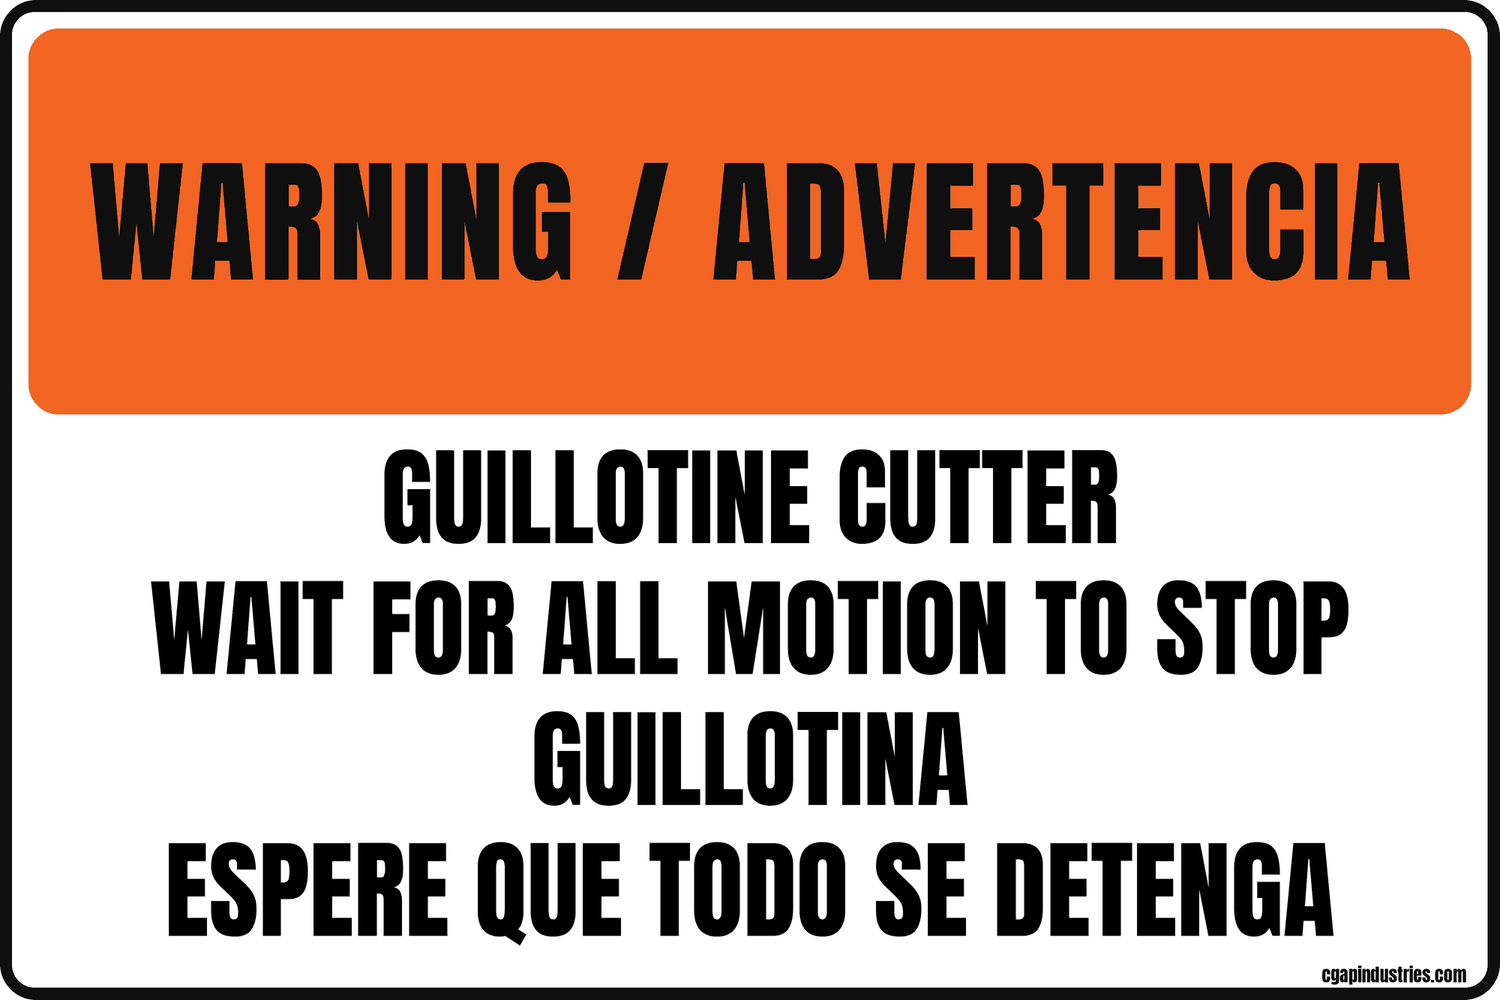 WARNING / ADVERTENCIA
GUILLOTINE CUTTER
WAIT FOR ALL MOTION TO STOP
GUILLOTINA
ESPERE QUE TODO SE DETENGA
cgapindustries.com